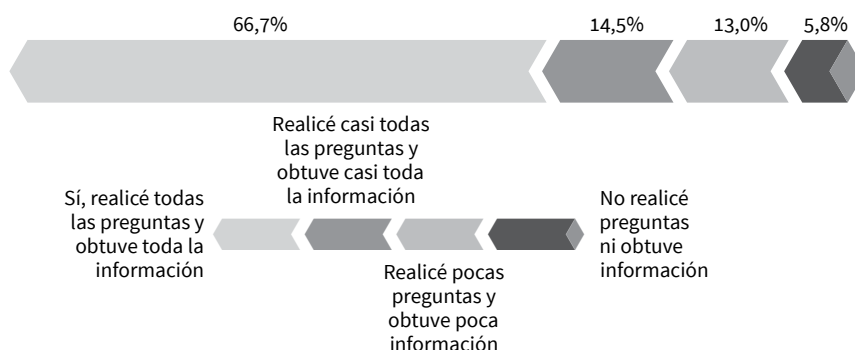 66,7%
14,5%
13,0%
5,8%
Realicé casi todas
las preguntas y
obtuve casi toda
la información
Sí, realicé todas
las preguntas y
obtuve toda la
información
No realicé
preguntas
ni obtuve
información
Realicé pocas
preguntas y
obtuve poca
información